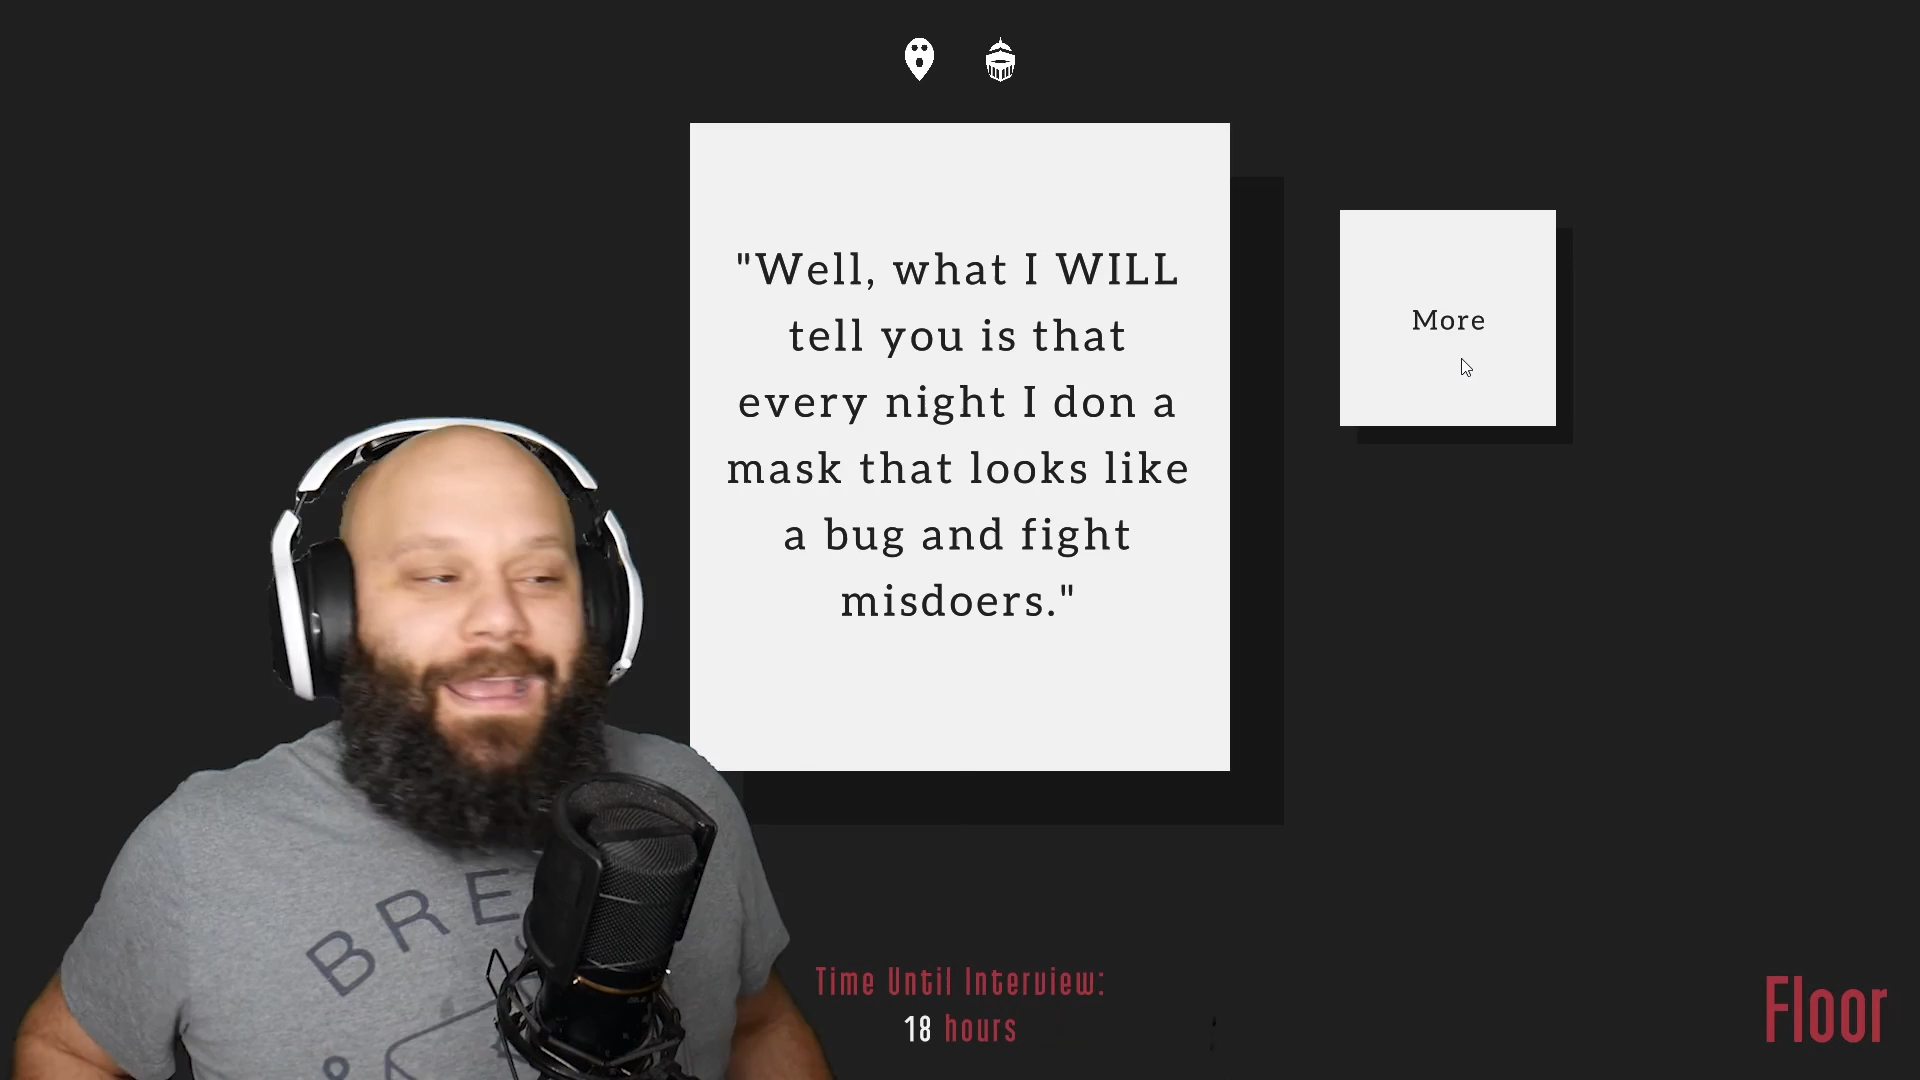 "Well, what I WILL
tell you is that
every night I don a
mask that looks like
a bug and fight
misdoers."
More
BRE
&
Time Until Interview:
18 hours
Floor